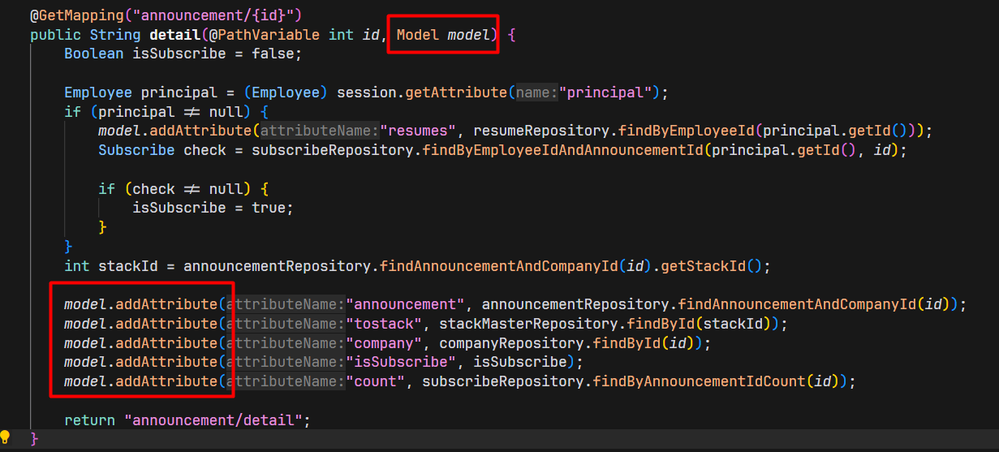 @GetMapping("announcement/{id}")
public String detail(@PathVariable int id, Model model) {
Boolean isSubscribe = false;
Employee principal = (Employee) session.getAttribute(name:"principal");
if (principal != null) {
model.addAttribute(attributeName:"resumes", resumeRepository.findByEmployeeId(principal.getId()));
Subscribe check = subscribeRepository.findByEmployeeIdAndAnnouncementId(principal.getId(), id);
if (check != null) {
isSubscribe = true;
}
}
int stackId = announcementRepository.findAnnouncementAndCompanyId(id).getStackId();
model.addAttribute(attributeName:"announcement", announcementRepository.findAnnouncementAndCompanyId(id));
model.addAttribute(attributeName:"tostack", stackMasterRepository.findById(stackId));
model.addAttribute(attributeName:"company", companyRepository.findById(id));
model.addAttribute(attributeName:"isSubscribe", isSubscribe);
model.addAttribute(attributeName:"count", subscribeRepository.findByAnnouncementIdCount(id));
return "announcement/detail";
}